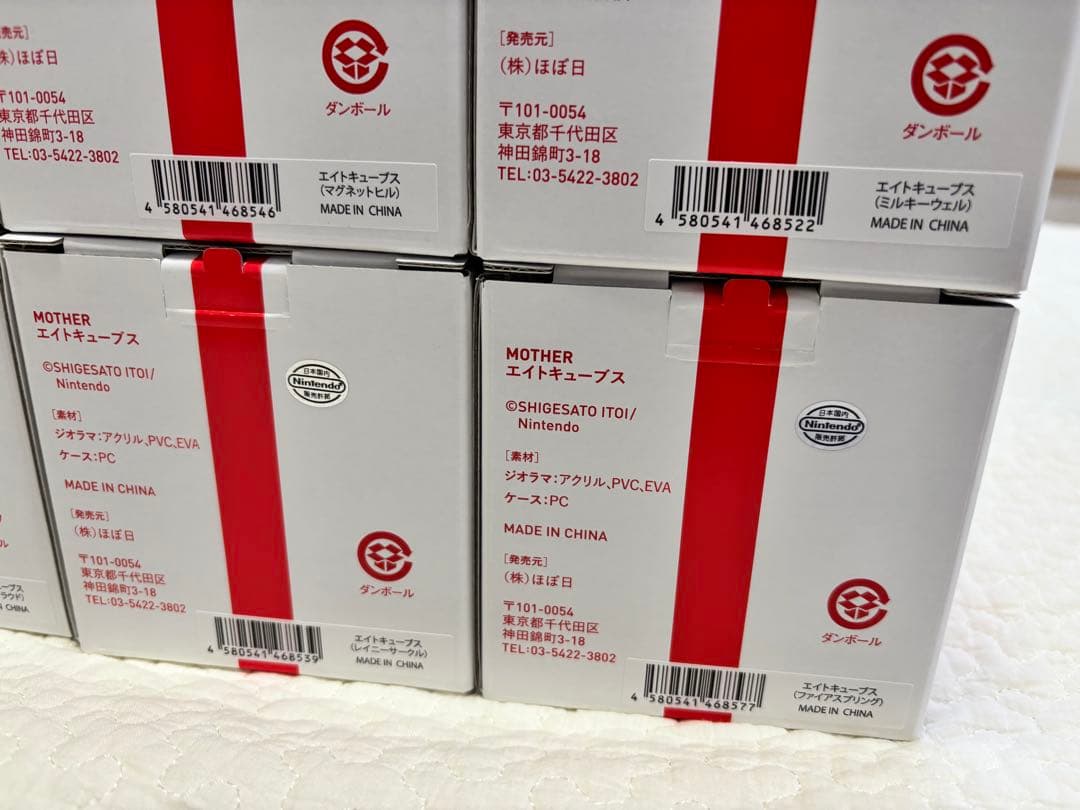 売元]
株)ほぼ日
〒101-0054
東京都千代田区
神田錦町3-18
TEL:03-5422-3802
ダンボール
4 580541 468546
エイトキューブス
(マグネットヒル)
MADE IN CHINA
[発売元]
(株)ほぼ日
〒101-0054
東京都千代田区
神田錦町3-18
TEL:03-5422-3802
ダンボール
4 580541 468522
エイトキューブス
(ミルキーウェル)
MADE IN CHINA
MOTHER
エイトキューブス
©SHIGESATO ITOI/
Nintendo
[素材]
ジオラマ:アクリル、PVC、EVA
ケース:PC
MADE IN CHINA
[発売元]
(株)ほぼ日
〒101-0054
東京都千代田区
神田錦町3-18
TEL:03-5422-3802
日本国内
Nintendo
販売許諾
ダンボール
4 580541 468539
エイトキューブス
(レイニーサークル)
MADE IN CHINA
MOTHER
エイトキューブス
©SHIGESATO ITOI/
Nintendo
[素材]
ジオラマ:アクリル、PVC、EVA
ケース:PC
MADE IN CHINA
[発売元]
(株)ほぼ日
〒101-0054
東京都千代田区
神田錦町3-18
TEL:03-5422-3802
日本国内
Nintendo
販売許諾
ダンボール
4 580541 468577
エイトキューブス
(ファイアスプリング)
MADE IN CHINA
ール
ーブス
ラウド)
CHINA